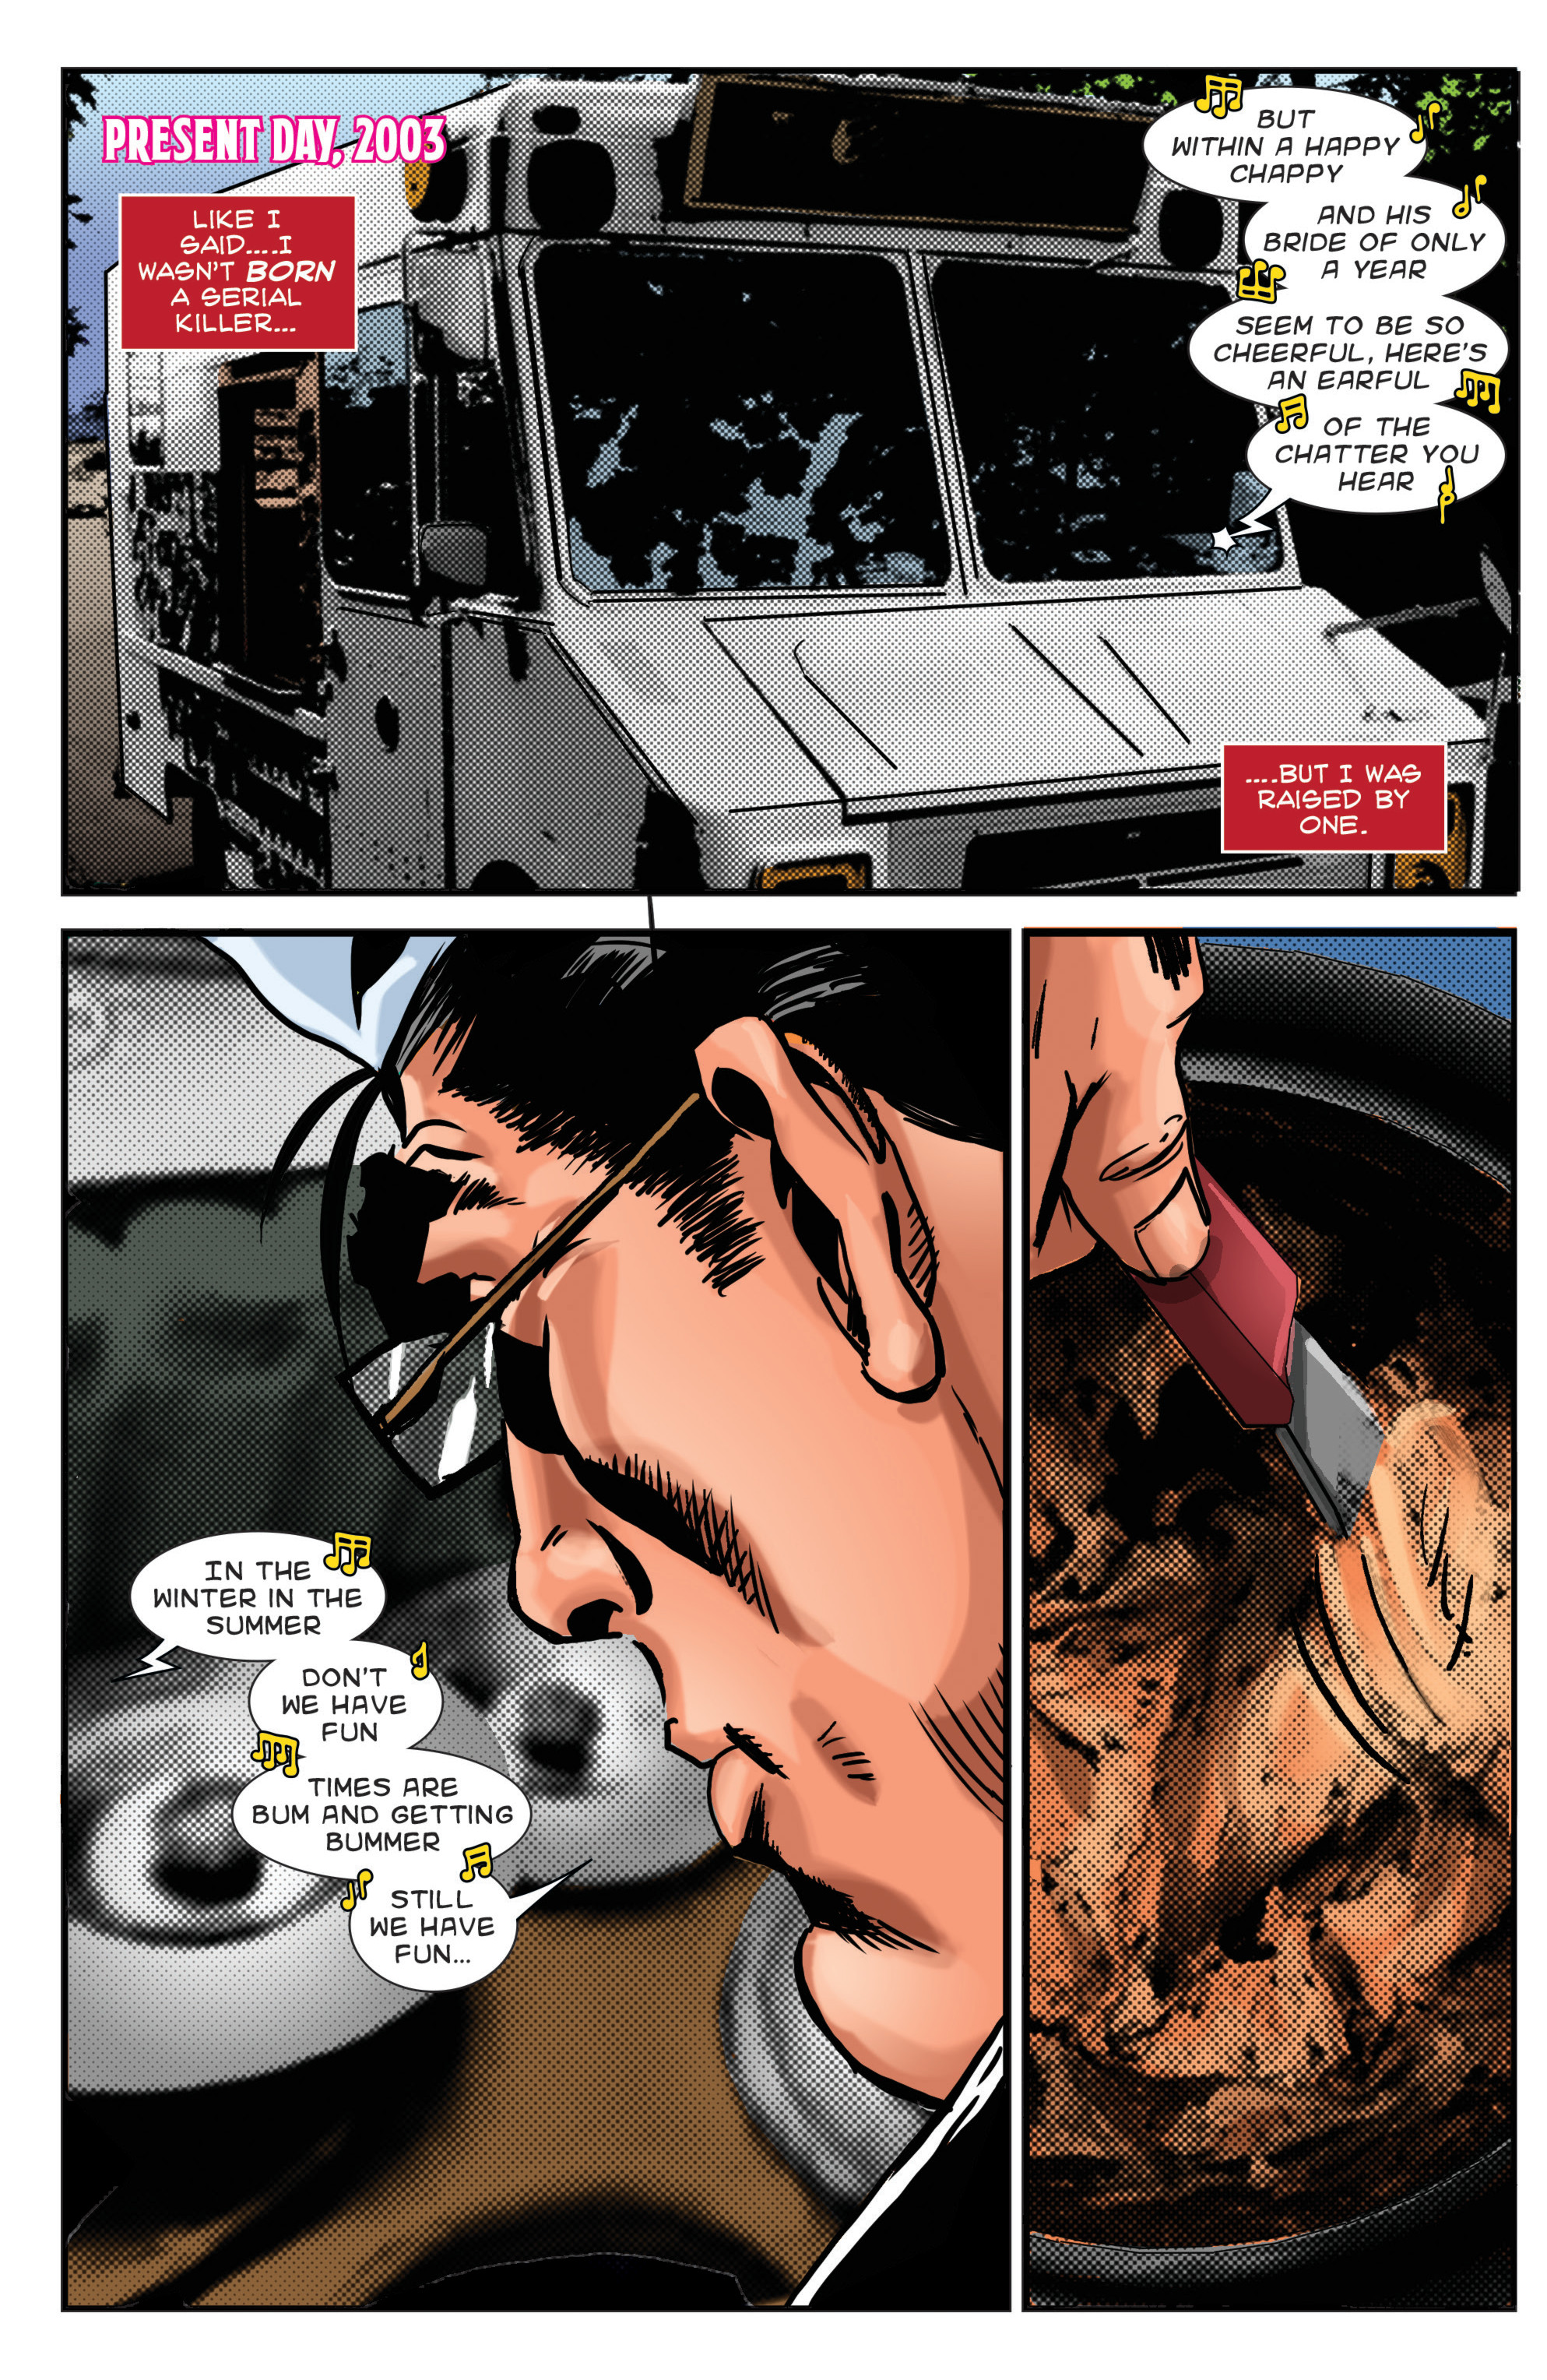 PRESENT DAY, 2003
LIKE I
SAID....I
WASN'T BORN
A SERIAL
KILLER...
BUT
WITHIN A HAPPY
CHAPPY
AND HIS
BRIDE OF ONLY
A YEAR
SEEM TO BE SO
CHEERFUL, HERE'S
AN EARFUL
OF THE
CHATTER YOU
HEAR
....BUT I WAS
RAISED BY
ONE.
IN THE
WINTER IN THE
SUMMER
DON'T
WE HAVE
FUN
TIMES ARE
BUM AND GETTING
BUMMER
STILL
WE HAVE
FUN...